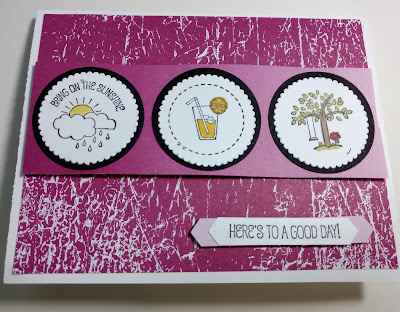 BRING ON THE SUNSHINE
HERE'S TO A GOOD DAY!